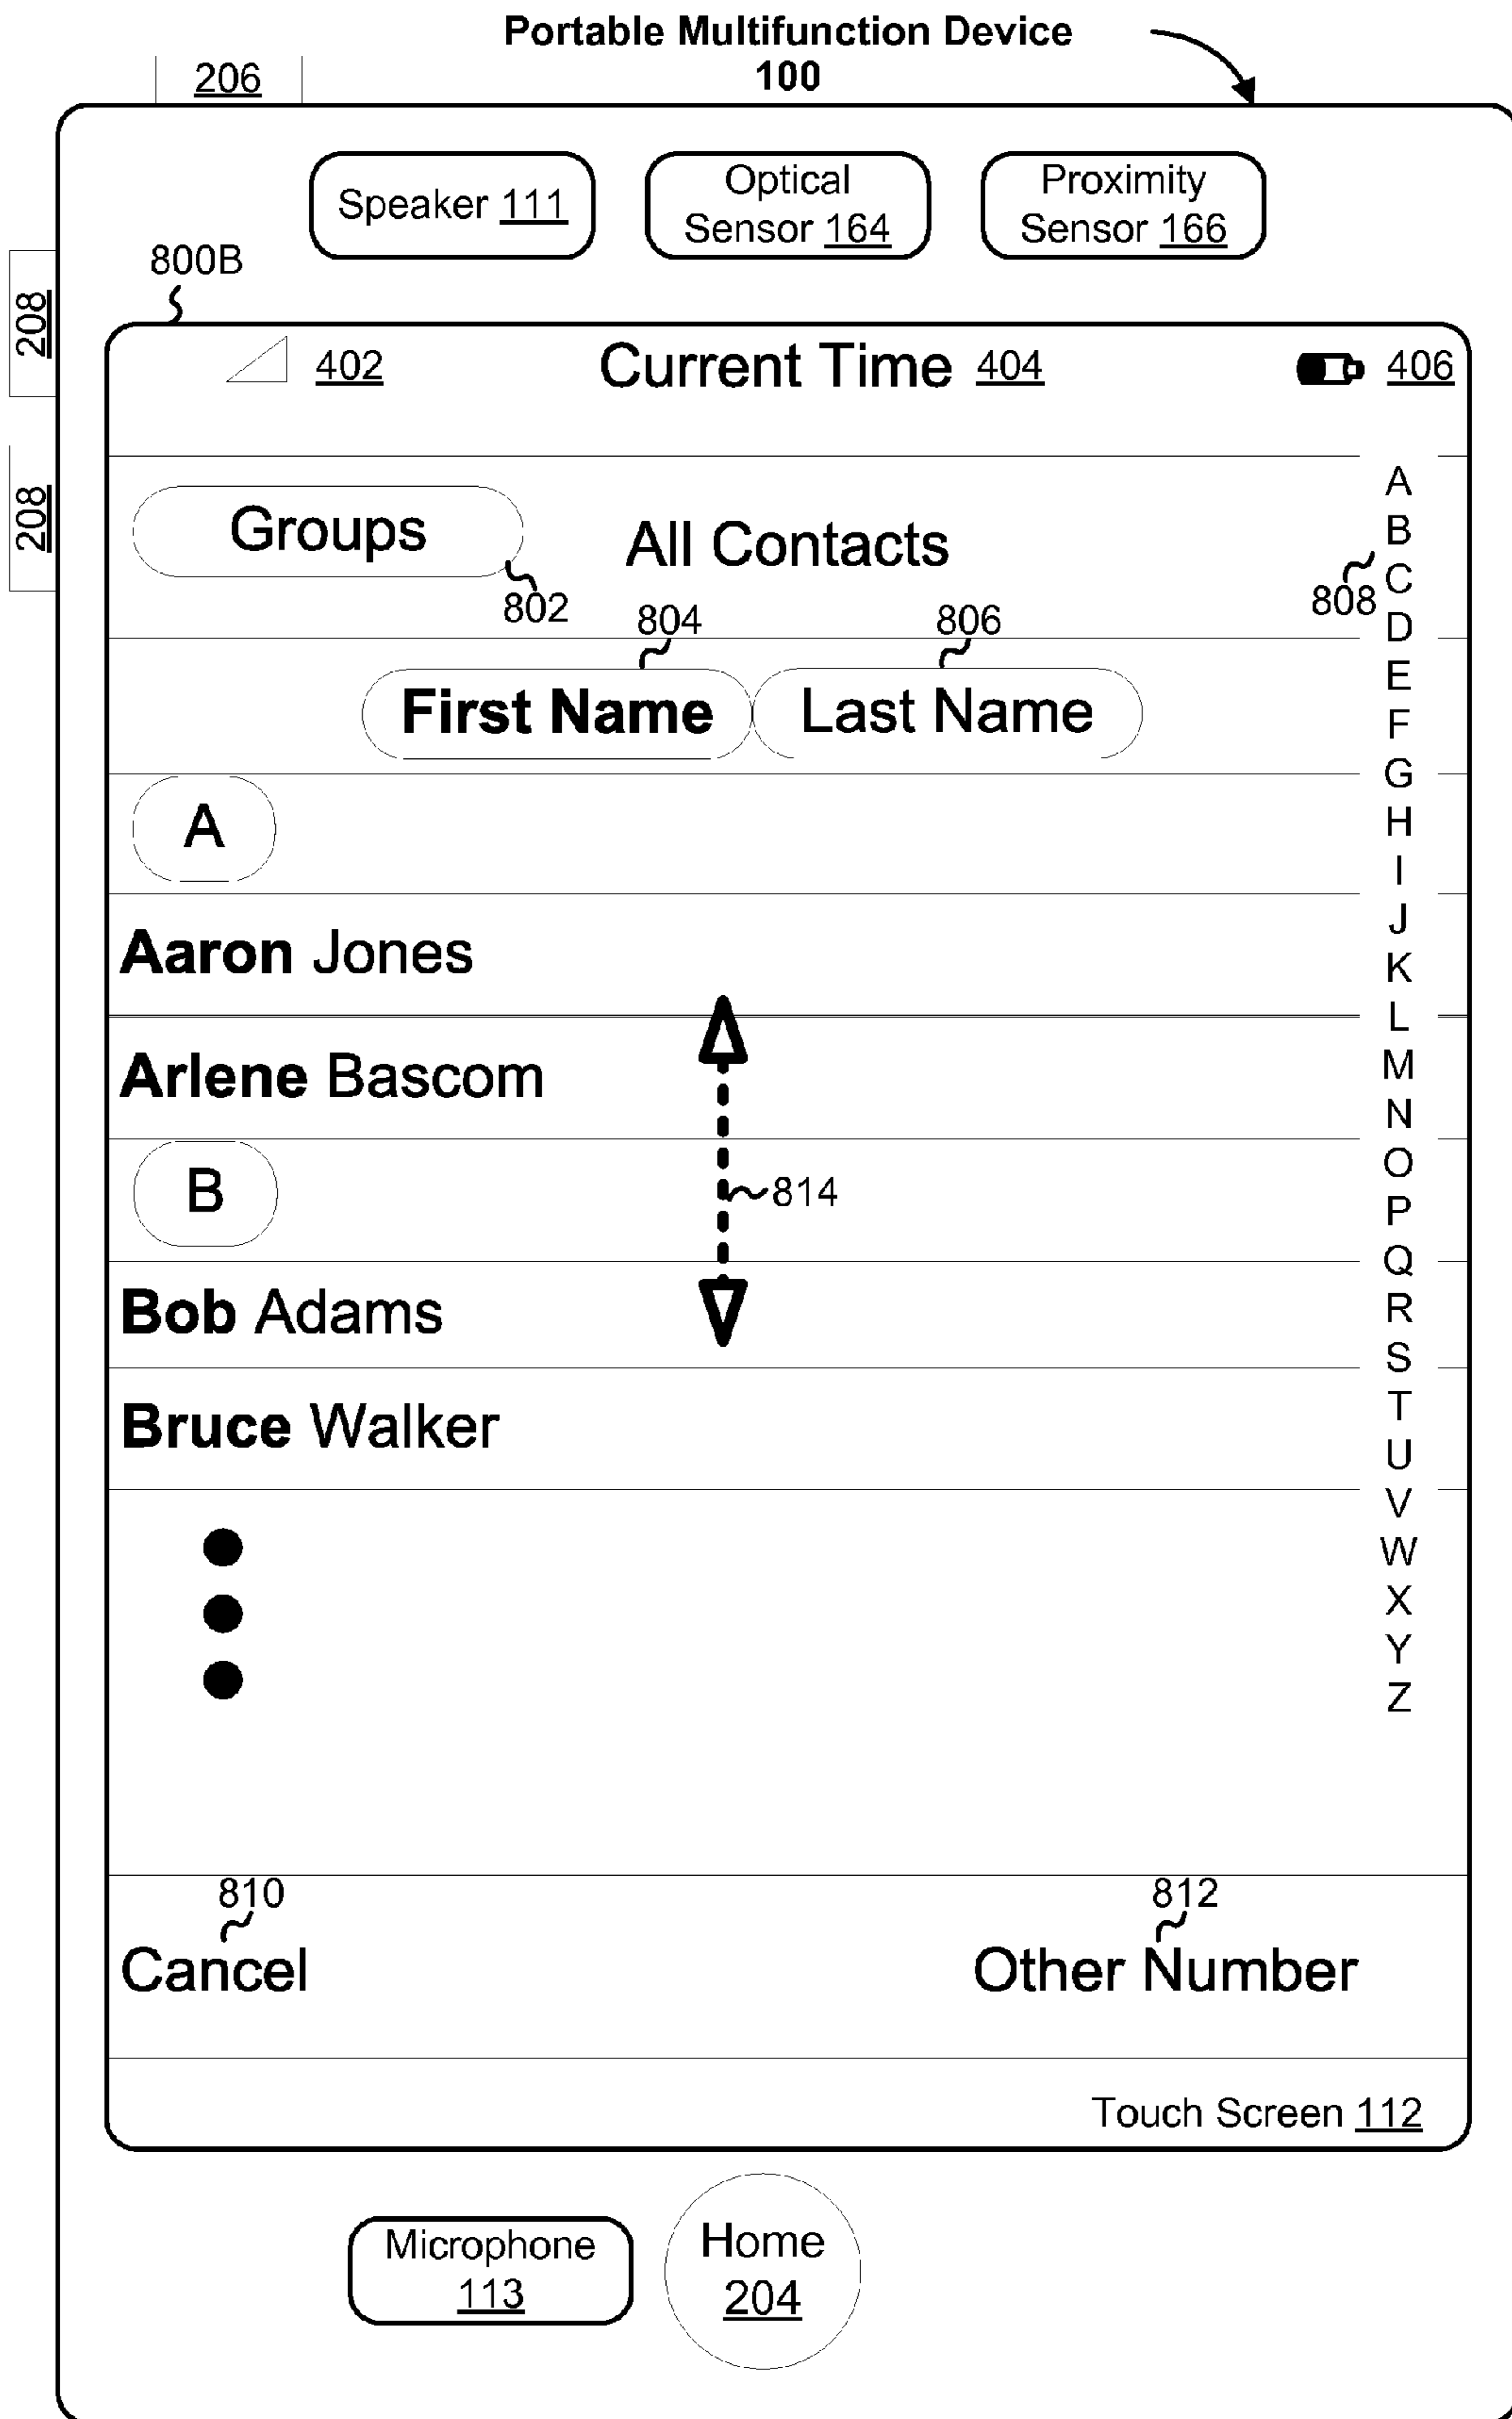 Portable Multifunction Device
100
206
Speaker 111
Optical
Sensor 164
Proximity
Sensor 166
800B
208
208
402
Current Time 404
406
Groups
All Contacts
802
804
806
808
First Name
Last Name
A
Aaron Jones
Arlene Bascom
B
814
Bob Adams
Bruce Walker
A
B
C
D
E
F
G
H
I
J
K
L
M
N
O
P
Q
R
S
T
U
V
W
X
Y
Z
810
812
Cancel
Other Number
Touch Screen 112
Microphone
113
Home
204